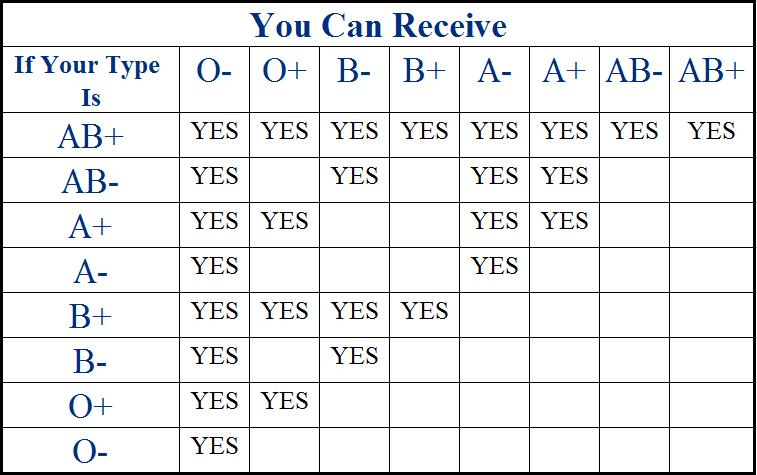 You Can Receive
If Your Type
Is
O- O+ B- B+ A- A+ AB- AB+
AB+ YES YES YES YES YES YES YES YES
AB- YES YES YES YES
A+ YES YES YES YES
A- YES YES
B+ YES YES YES YES
B- YES YES
O+ YES YES
O- YES